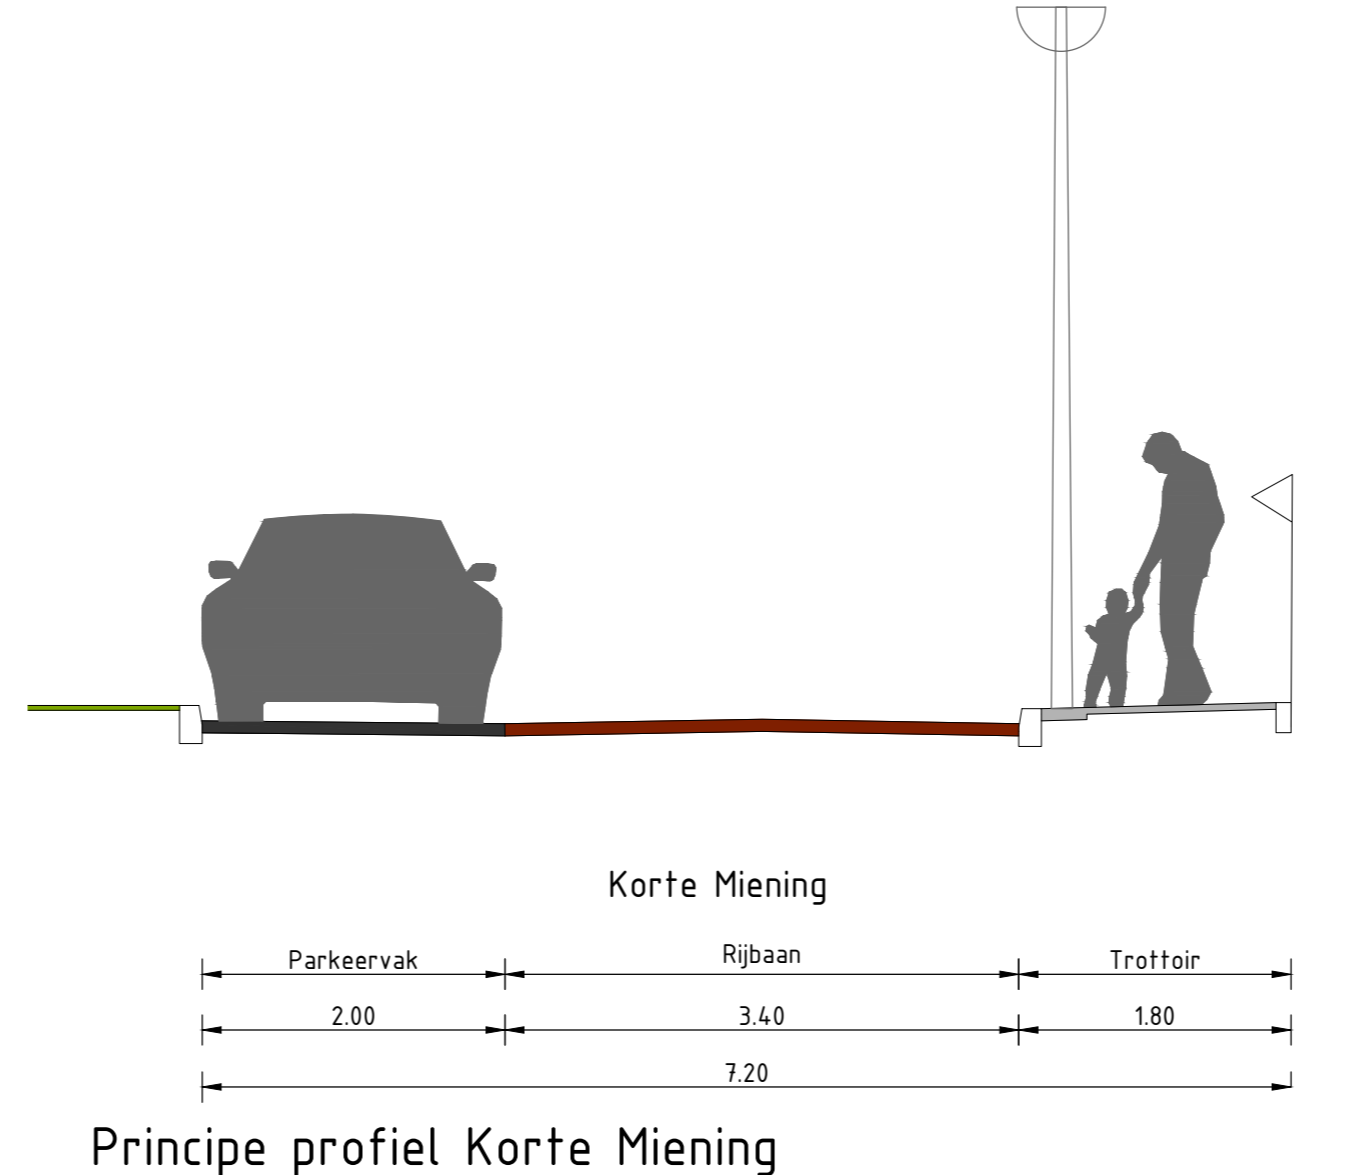 Korte Miening
Parkeervak Rijbaan Trottoir
2.00 3.40 1.80
7.20
Principe profiel Korte Miening